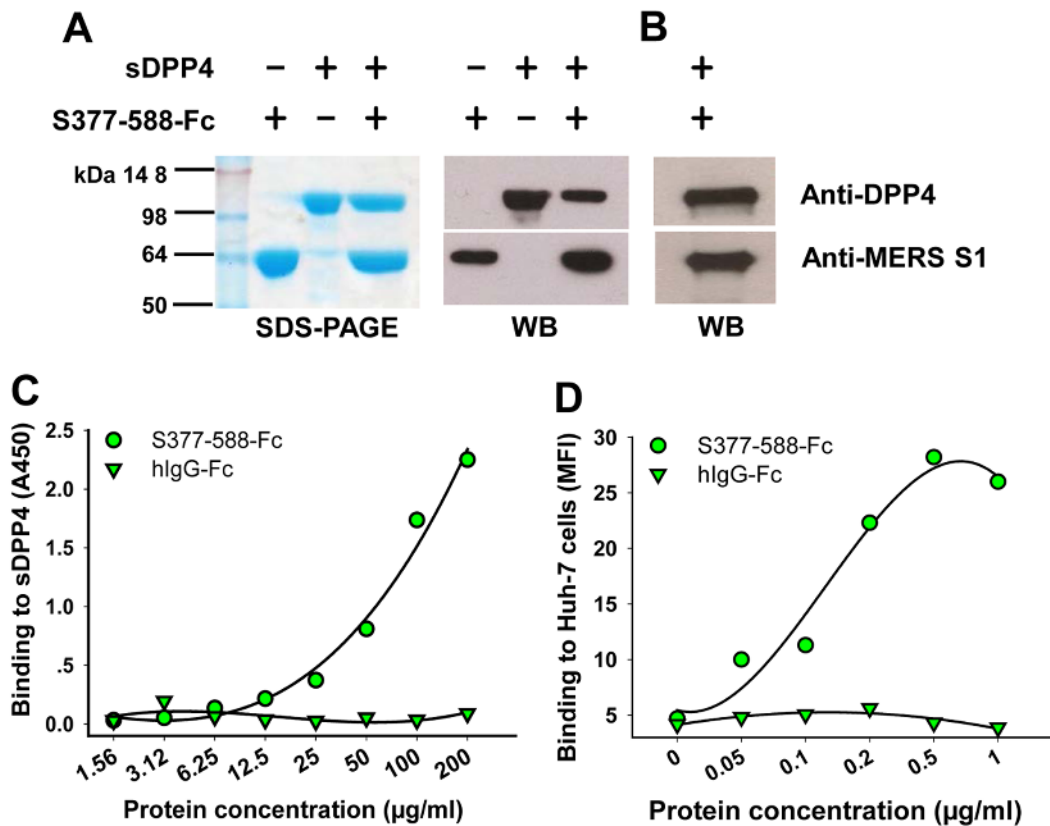 A
B
sDPP4 − + + − + + +
S377-588-Fc + − + + − + +
kDa 14 8
98
64
50
Anti-DPP4
Anti-MERS S1
SDS-PAGE WB WB
C
Binding to sDPP4 (A450)
2.5
2.0
1.5
1.0
.5
0.0
S377-588-Fc
hIgG-Fc
1.56 3.12 6.25 12.5 25 50 100 200
Protein concentration (µg/ml)
D
Binding to Huh-7 cells (MFI)
30
25
20
15
10
5
S377-588-Fc
hIgG-Fc
0 0.05 0.1 0.2 0.5 1
Protein concentration (µg/ml)